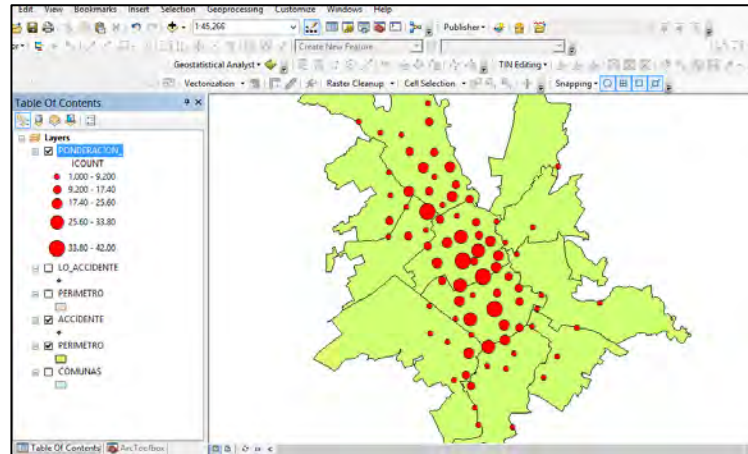 Edit View Bookmarks Insert Selection Geoprocessing Customize Windows Help
1:45,266 Publisher
Create New Feature
Geostatistical Analyst TIN Editing
Vectorization Raster Cleanup Cell Selection Snapping
Table Of Contents
Layers
PONDERACION_
ICOUNT
1.000 - 9.200
9.200 - 17.40
17.40 - 25.60
25.60 - 33.80
33.80 - 42.00
LO_ACCIDENTE
PERIMETRO
ACCIDENTE
PERIMETRO
COMUNAS
Table Of Contents ArcToolbox